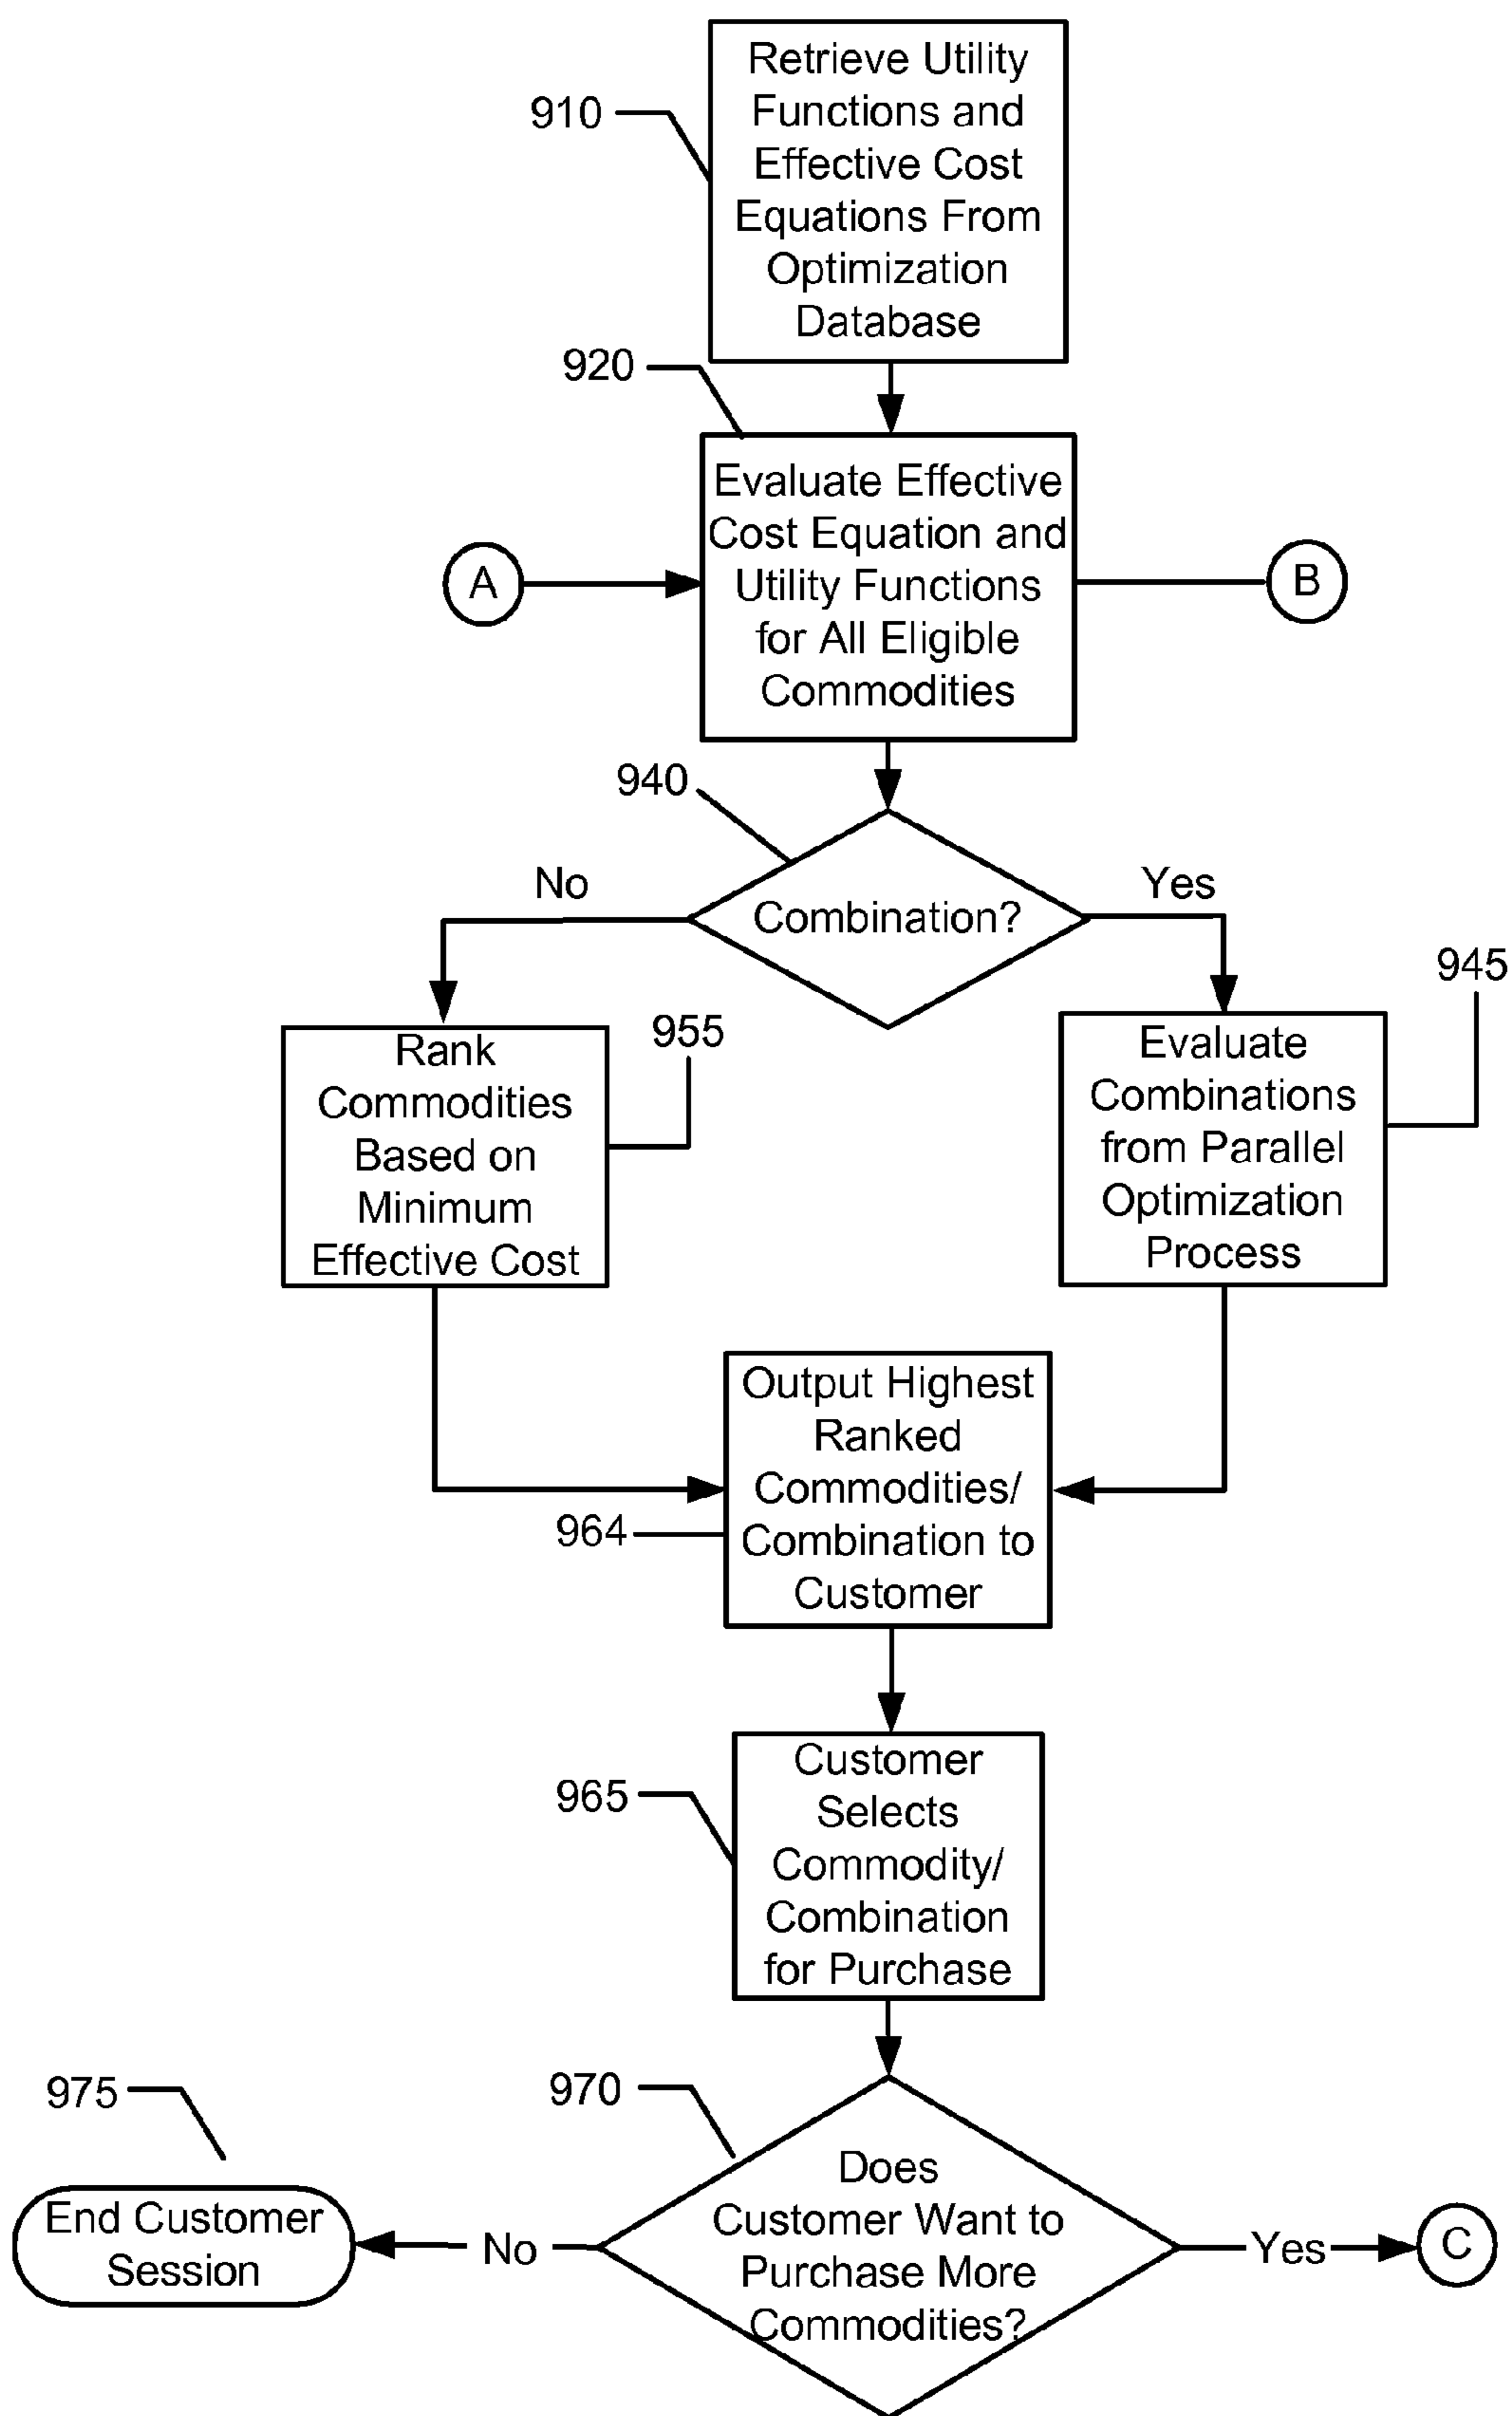 910
Retrieve Utility
Functions and
Effective Cost
Equations From
Optimization
Database
920
Evaluate Effective
Cost Equation and
Utility Functions
for All Eligible
Commodities
A
B
940
Combination?
No
Yes
945
955
Rank
Commodities
Based on
Minimum
Effective Cost
Evaluate
Combinations
from Parallel
Optimization
Process
Output Highest
Ranked
Commodities/
Combination to
Customer
964
965
Customer
Selects
Commodity/
Combination
for Purchase
975
970
Does
Customer Want to
Purchase More
Commodities?
No
Yes
C
End Customer
Session